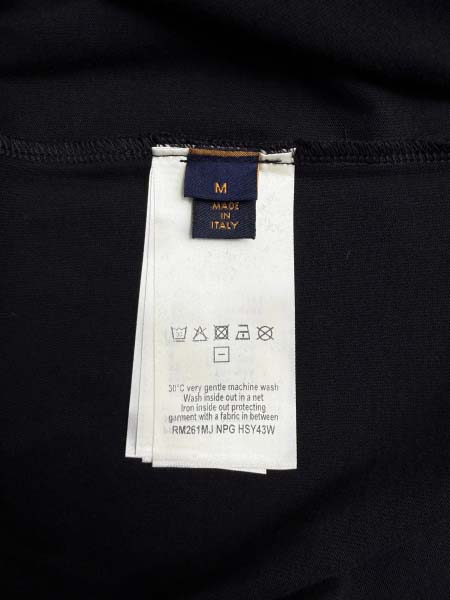 M
MADE
IN
ITALY
30
30°C very gentle machine wash
Wash inside out in a net
Iron inside out protecting
garment with a fabric in between
RM261MJ NPG HSY43W